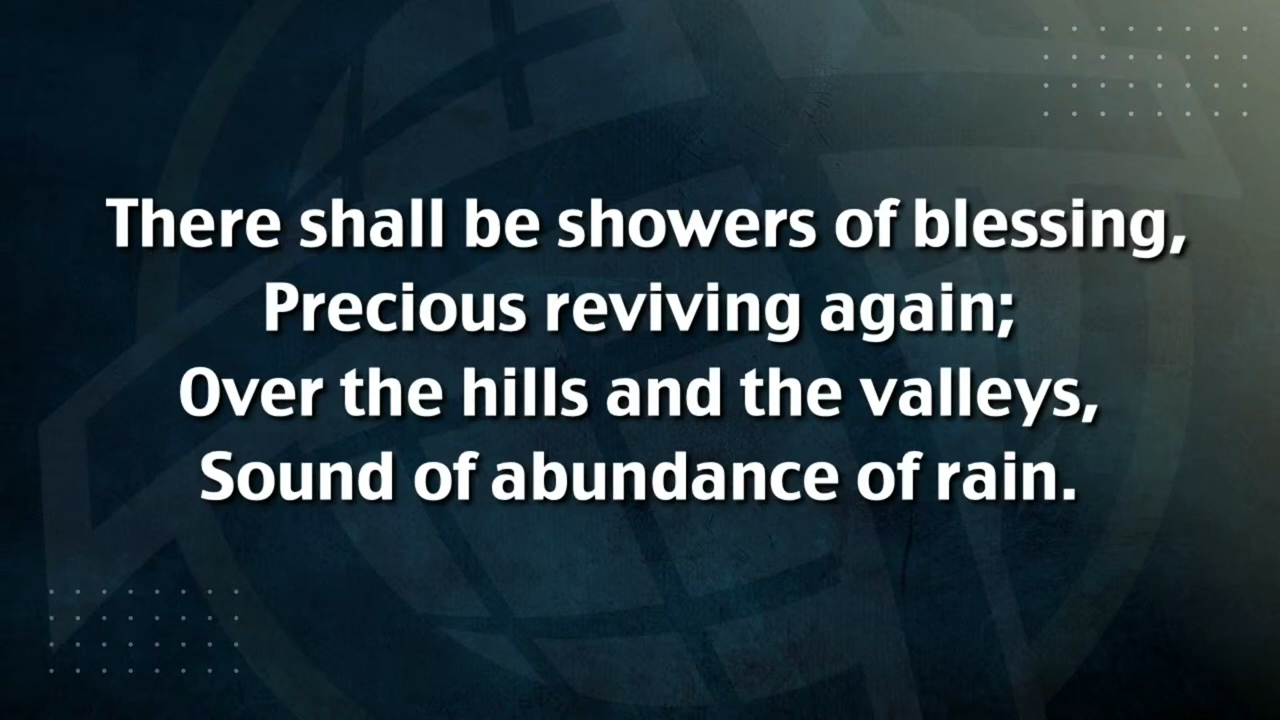 There shall be showers of blessing,
Precious reviving again;
Over the hills and the valleys,
Sound of abundance of rain.